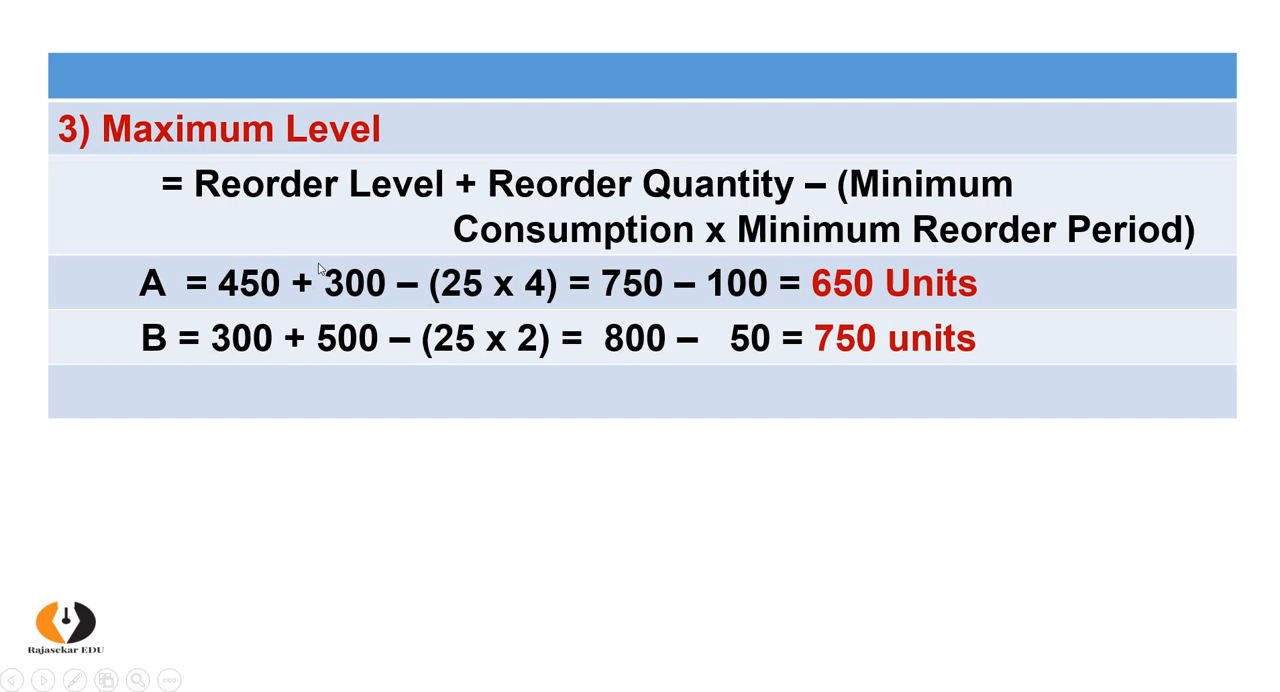 3) Maximum Level
= Reorder Level + Reorder Quantity – (Minimum
Consumption x Minimum Reorder Period)
A = 450 + 300 – (25 x 4) = 750 – 100 = 650 Units
B = 300 + 500 – (25 x 2) = 800 – 50 = 750 units
Rajasekar EDU